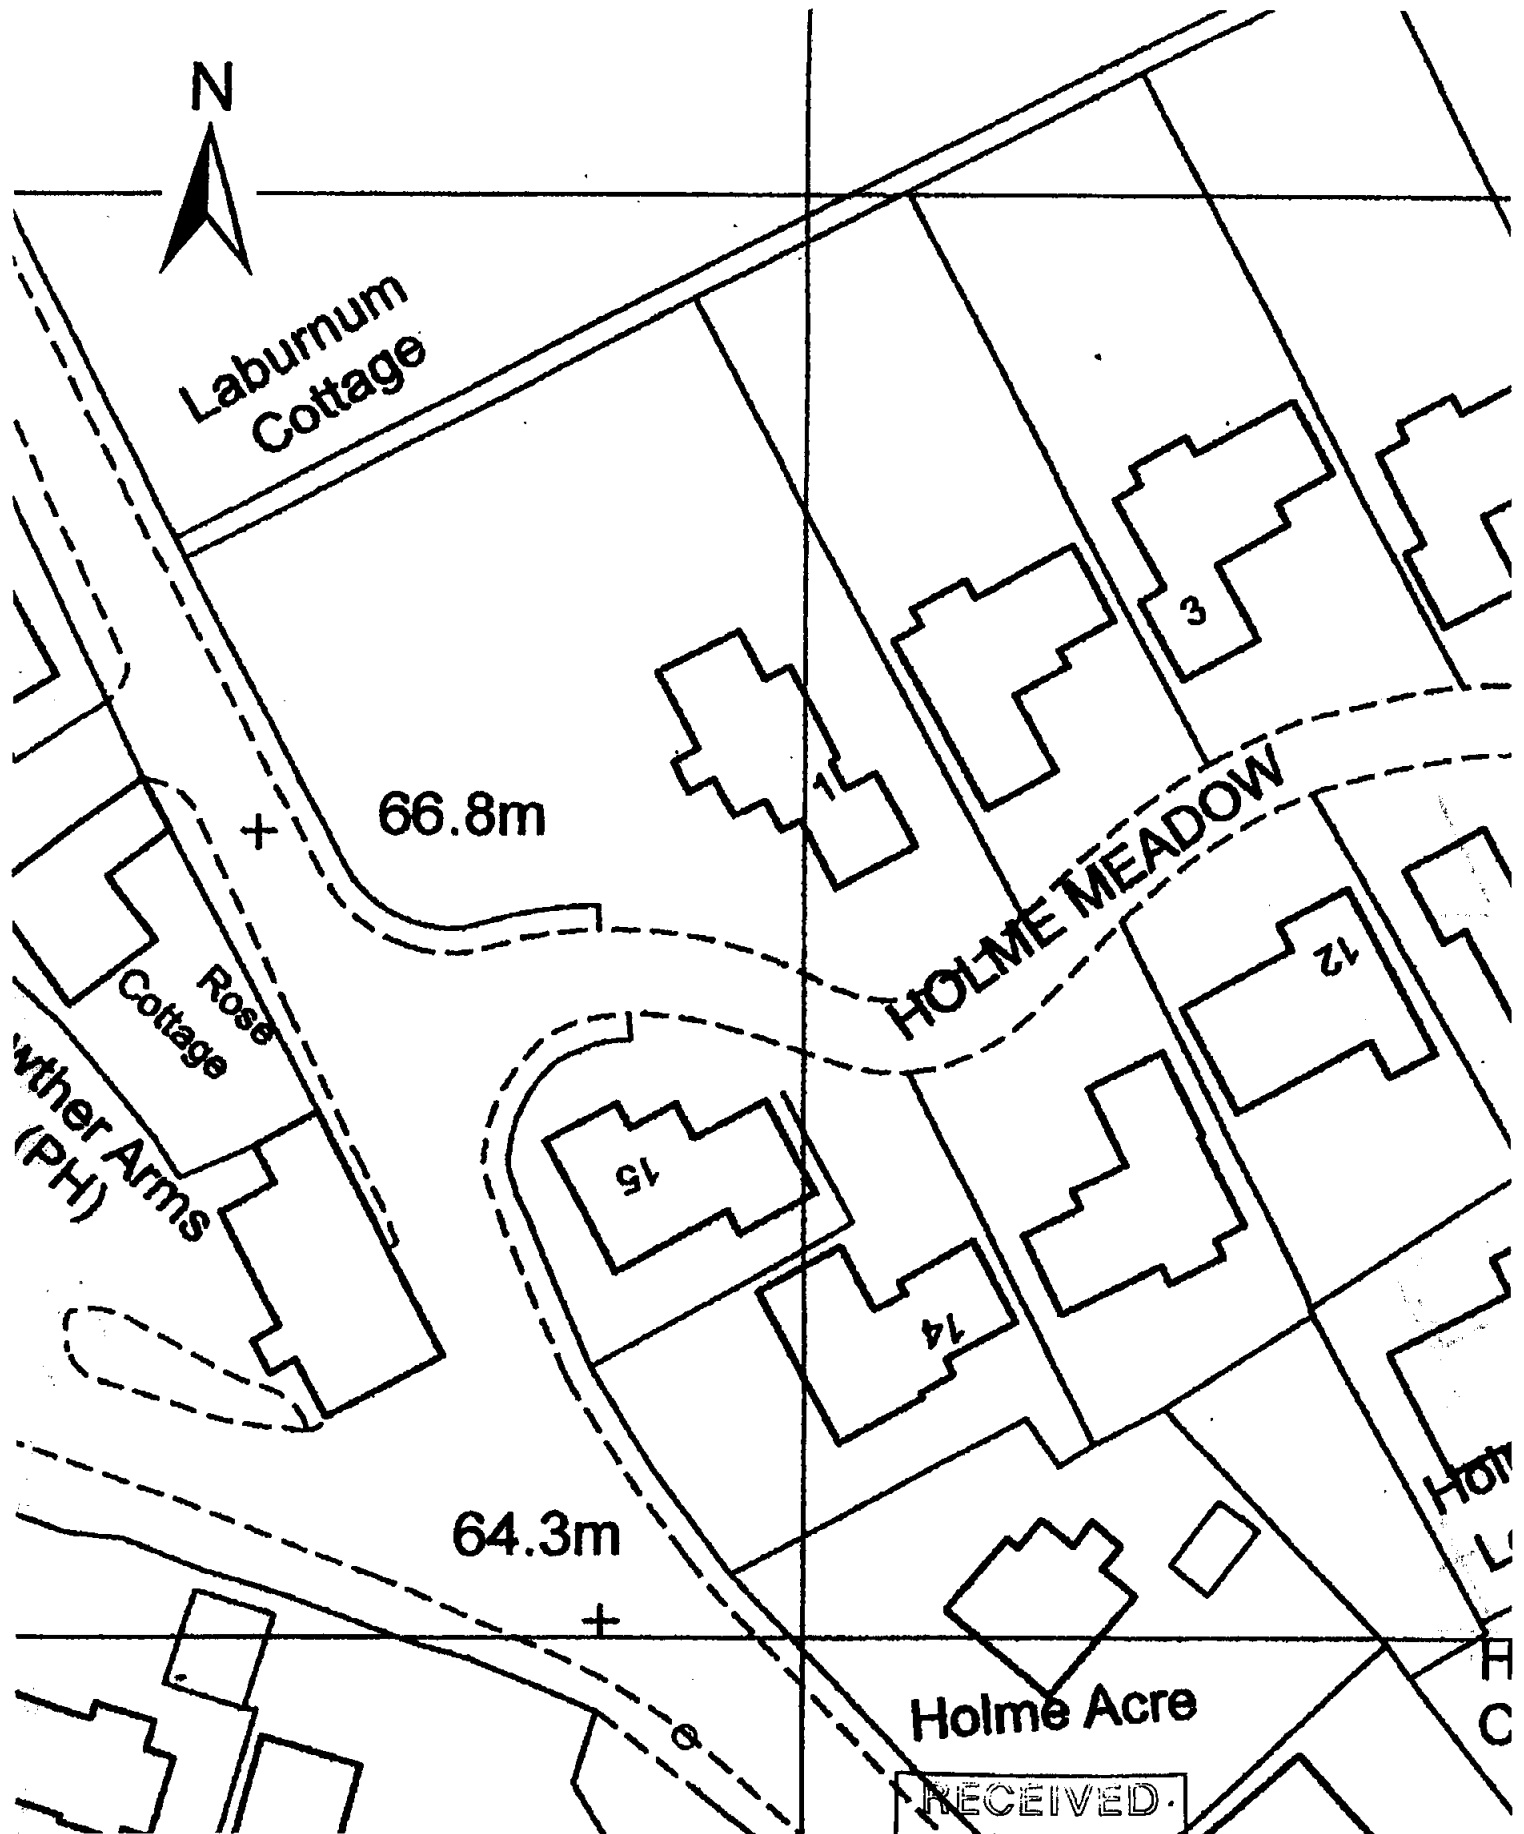 N
Laburnum
Cottage
3
1
66.8m
HOLME MEADOW
12
Rose
Cottage
wther Arms
(PH)
15
14
64.3m
Holme Acre
H
C
RECEIVED